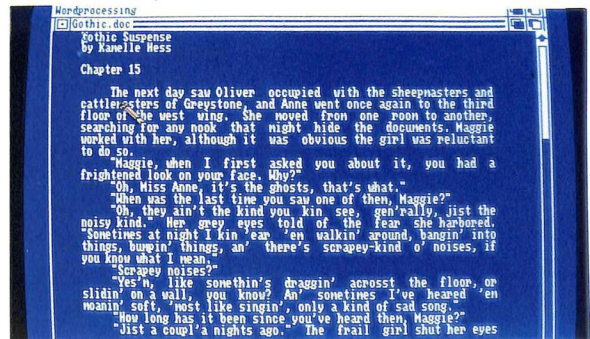 Wordprocessing
Gothic.doc
Gothic Suspense
by Kamelle Hess
Chapter 15
The next day saw Oliver occupied with the sheepmasters and
cattlemasters of Greystone, and Anne went once again to the third
floor of the west wing. She moved from one room to another,
searching for any nook that might hide the documents. Maggie
worked with her, although it was obvious the girl was reluctant
to do so.
"Maggie, when I first asked you about it, you had a
frightened look on your face. Why?"
"Oh, Miss Anne, it's the ghosts, that's what."
"When was the last time you saw one of them, Maggie?"
"Oh, they ain't the kind you kin see, gen'rally, jist the
noisy kind." Her grey eyes told of the fear she harbored.
"Sometimes at night I kin 'ear 'em walkin' around, bangin' into
things, bumpin' things, an' there's scrapey-kind o' noises, if
you know what I mean."
"Scrapey noises?"
"Yes'n, like somethin's draggin' acrosst the floor, or
slidin' on a wall, you know? An' sometimes I've heared 'em
moanin' soft, 'most like singin', only a kind of sad song."
"How long has it been since you've heard them, Maggie?"
"Jist a coupl'a nights ago." The frail girl shut her eyes